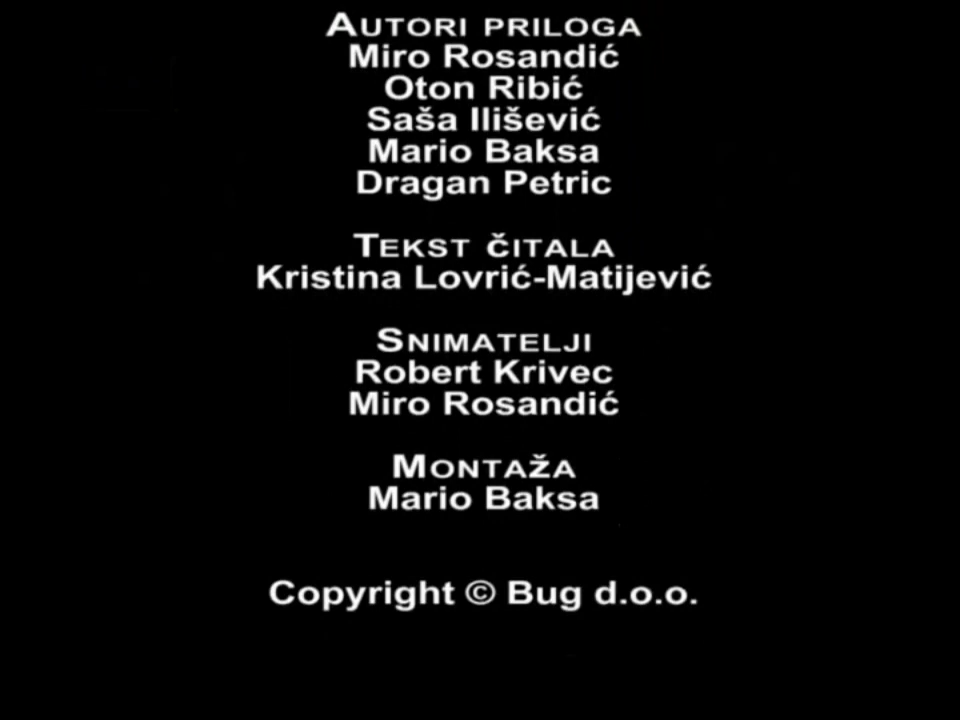 AUTORI PRILOGA
Miro Rosandić
Oton Ribić
Saša Ilišević
Mario Baksa
Dragan Petric
TEKST ČITALA
Kristina Lovrić-Matijević
SNIMATELJI
Robert Krivec
Miro Rosandić
MONTAŽA
Mario Baksa
Copyright © Bug d.o.o.